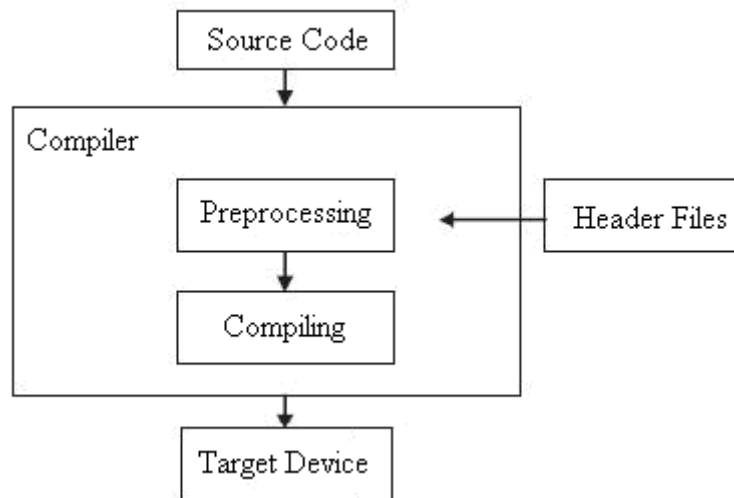 Source Code
Compiler
Preprocessing
Header Files
Compiling
Target Device